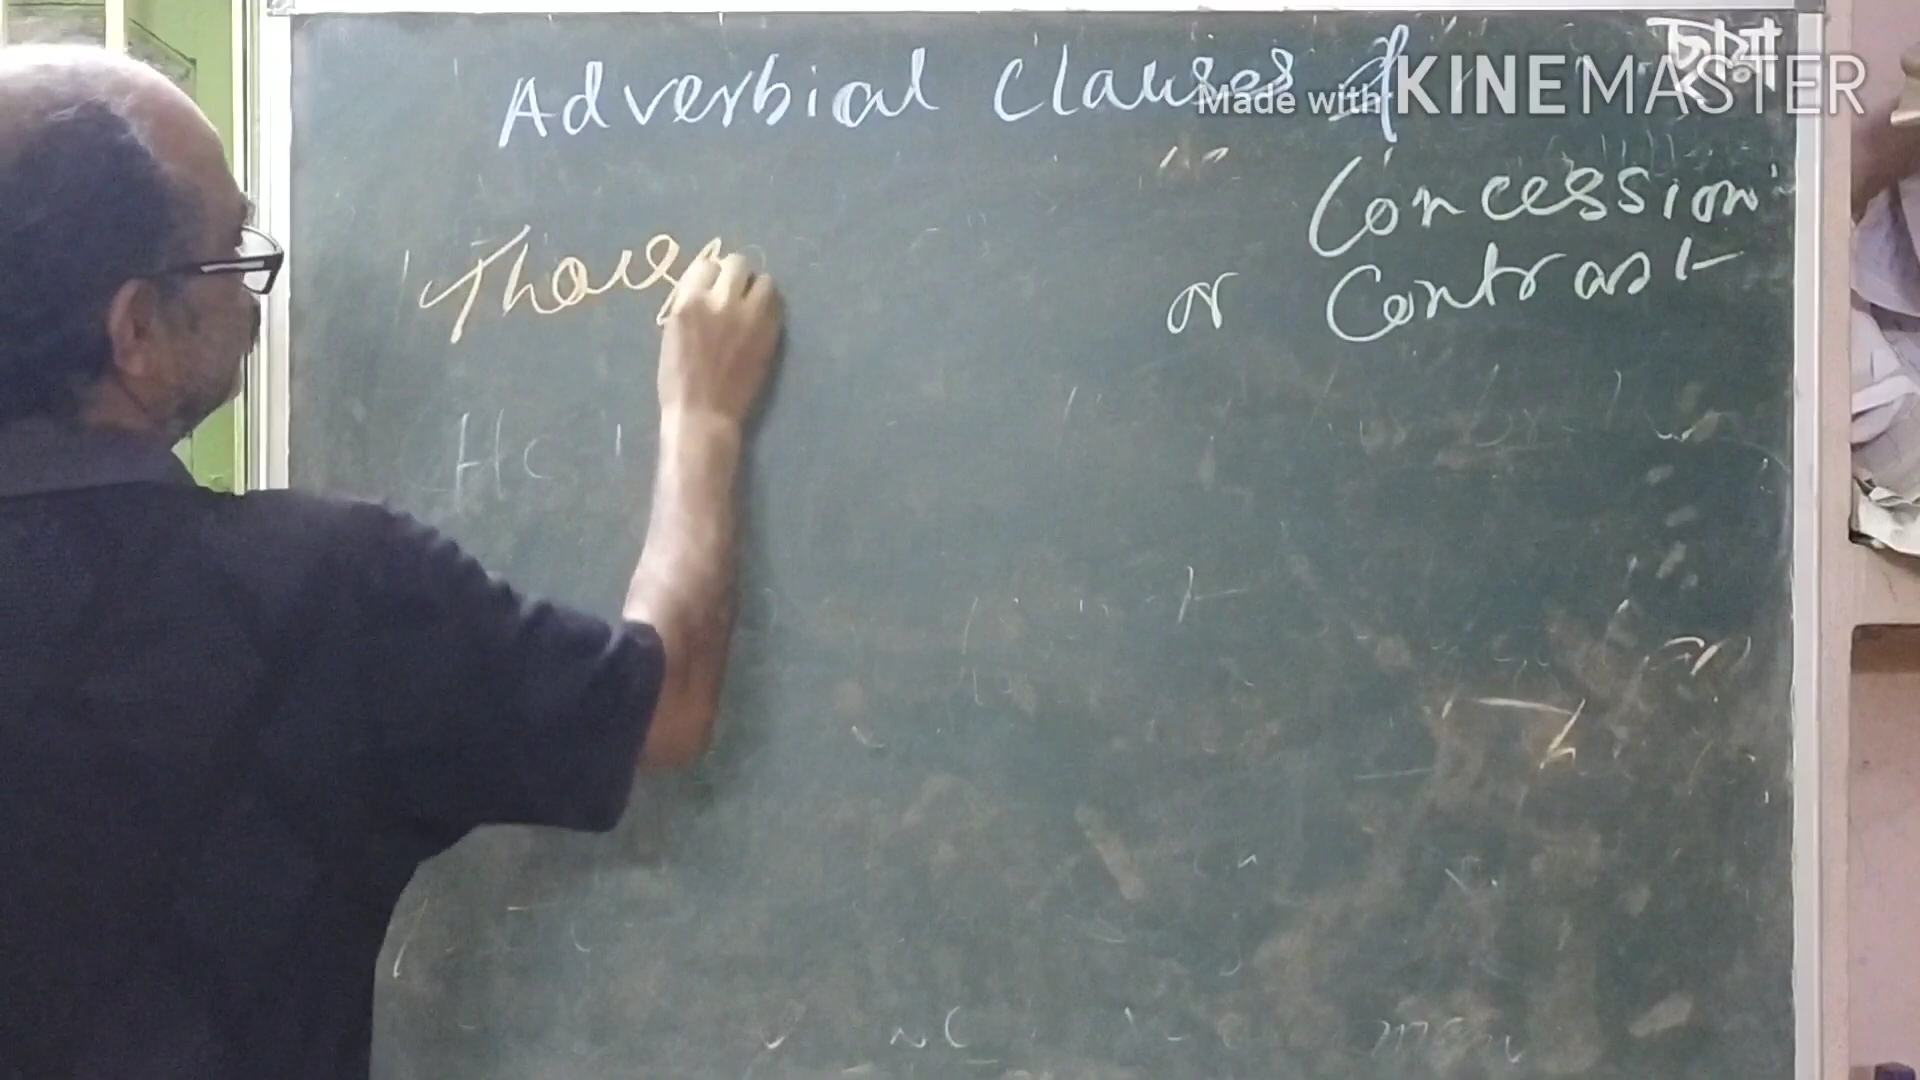 Adverbial Clauses of
Concession
or Contrast
Thoug
ছায়া
Made with KINEMASTER